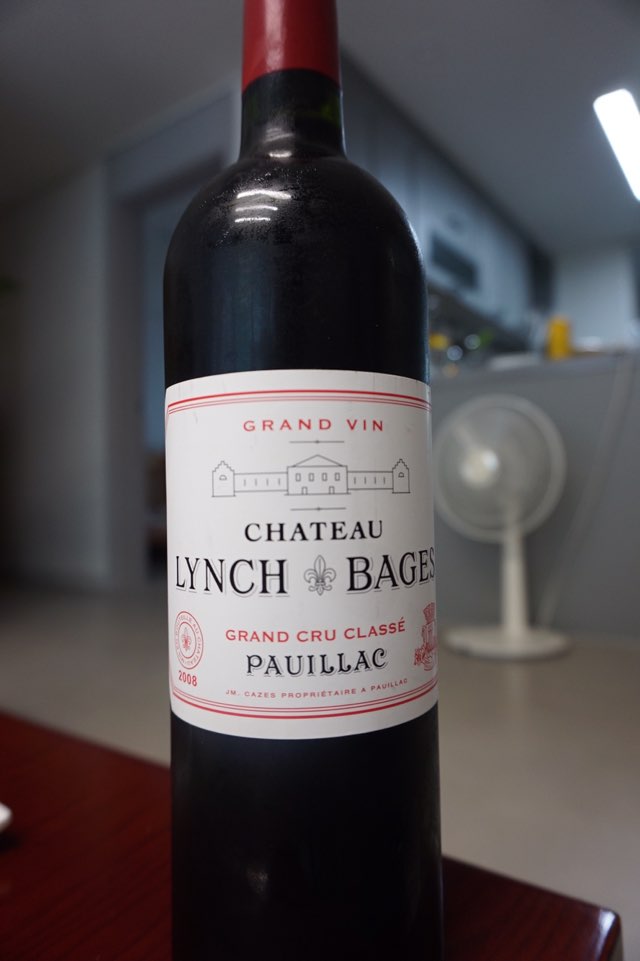 GRAND VIN
CHATEAU
LYNCH BAGES
GRAND CRU CLASSÉ
PAUILLAC
2008
JM. CAZES PROPRIÉTAIRE A PAUILLAC